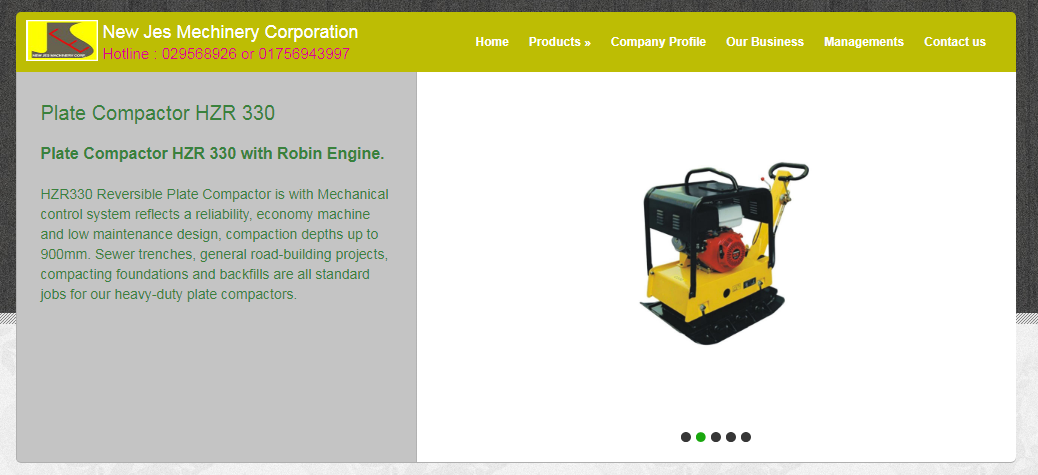 NEW JES MACHINERY CORP.
New Jes Mechinery Corporation
Hotline : 029568926 or 01756943997
Home Products » Company Profile Our Business Managements Contact us
Plate Compactor HZR 330
Plate Compactor HZR 330 with Robin Engine.
HZR330 Reversible Plate Compactor is with Mechanical
control system reflects a reliability, economy machine
and low maintenance design, compaction depths up to
900mm. Sewer trenches, general road-building projects,
compacting foundations and backfills are all standard
jobs for our heavy-duty plate compactors.